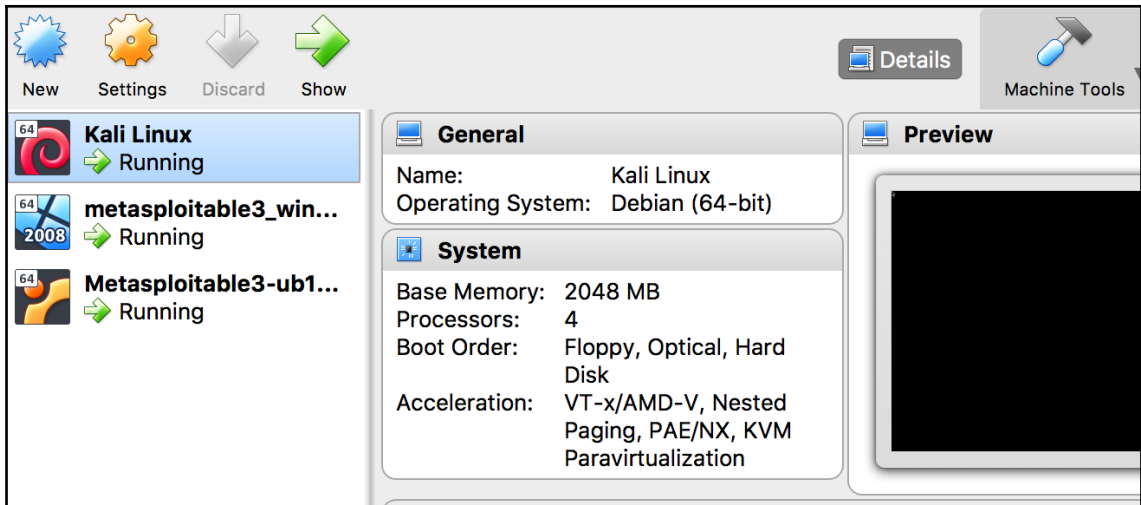 New Settings Discard Show Details Machine Tools
64
Kali Linux
Running
64
2008
metasploitable3_win...
Running
64
Metasploitable3-ub1...
Running
General
Name: Kali Linux
Operating System: Debian (64-bit)
System
Base Memory: 2048 MB
Processors: 4
Boot Order: Floppy, Optical, Hard
Disk
Acceleration: VT-x/AMD-V, Nested
Paging, PAE/NX, KVM
Paravirtualization
Preview